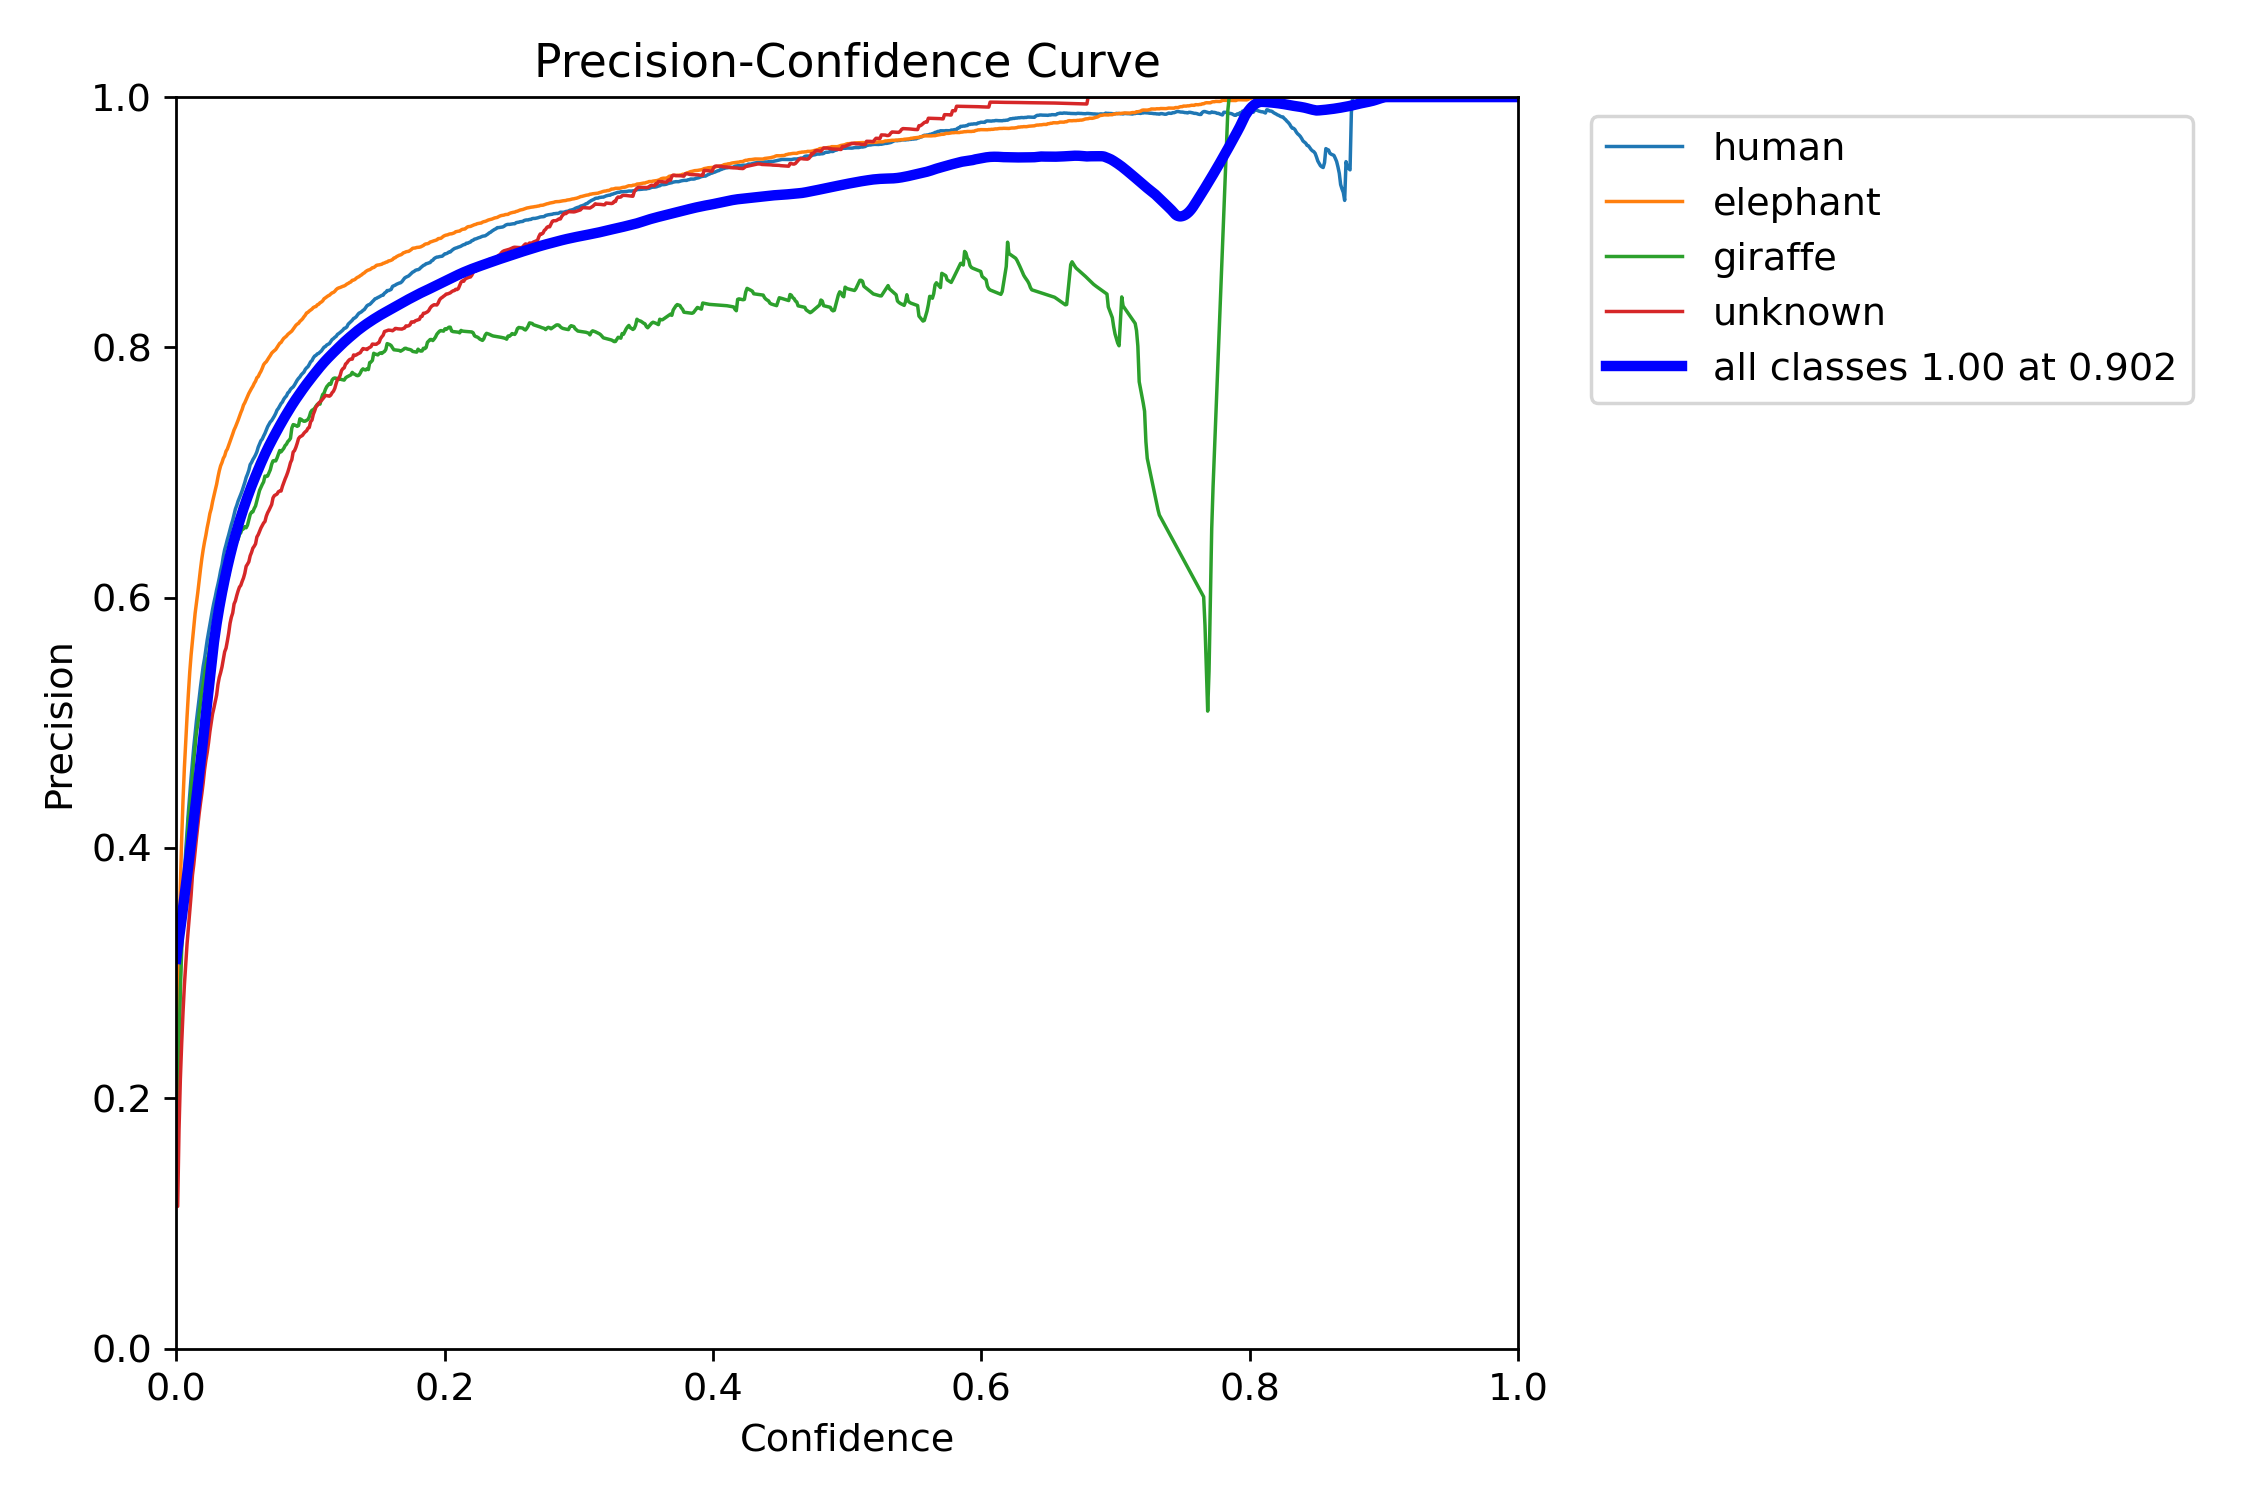 Precision-Confidence Curve
1.0
0.8
0.6
0.4
0.2
0.0
Precision
0.0 0.2 0.4 0.6 0.8 1.0
Confidence
human
elephant
giraffe
unknown
all classes 1.00 at 0.902